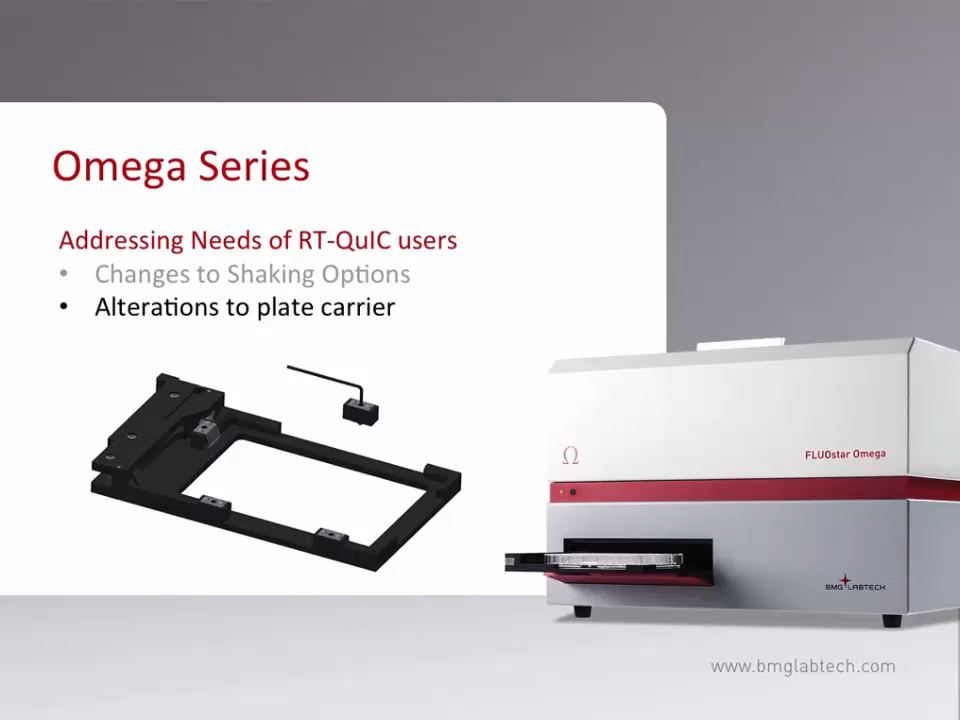 Omega Series
Addressing Needs of RT-QuIC users
• Changes to Shaking Options
• Alterations to plate carrier
Ω
FLUOstar Omega
BMG LABTECH
www.bmglabtech.com